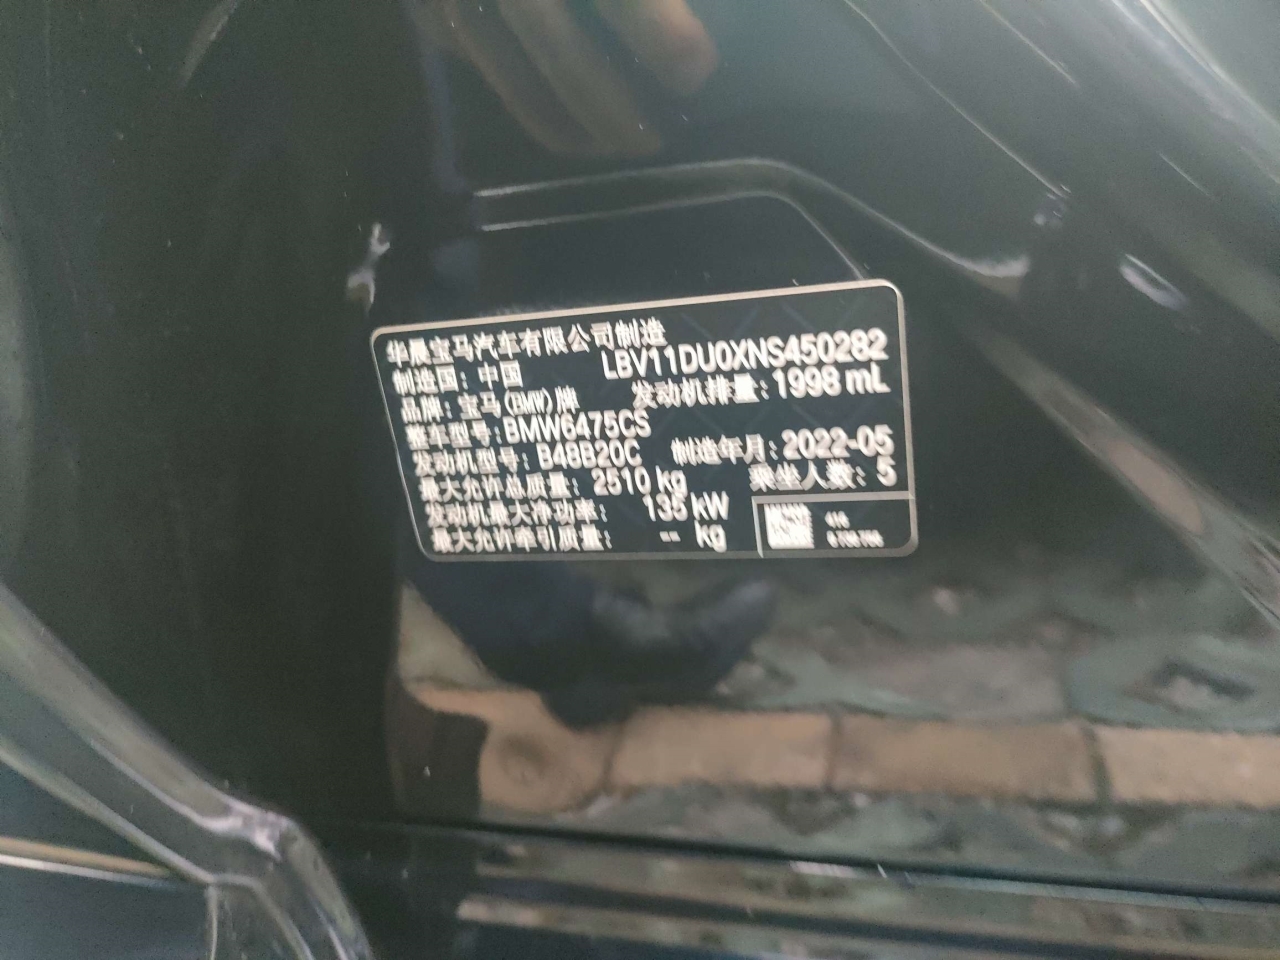 华晨宝马汽车有限公司制造
制造国：中国 LBV11DU0XNS450282
品牌：宝马(BMW)牌 发动机排量：1998 mL
整车型号：BMW6475CS
发动机型号：B48B20C 制造年月：2022-05
最大允许总质量：2510 kg 乘坐人数：5
发动机最大净功率：135 kW
最大允许牵引质量：-- kg